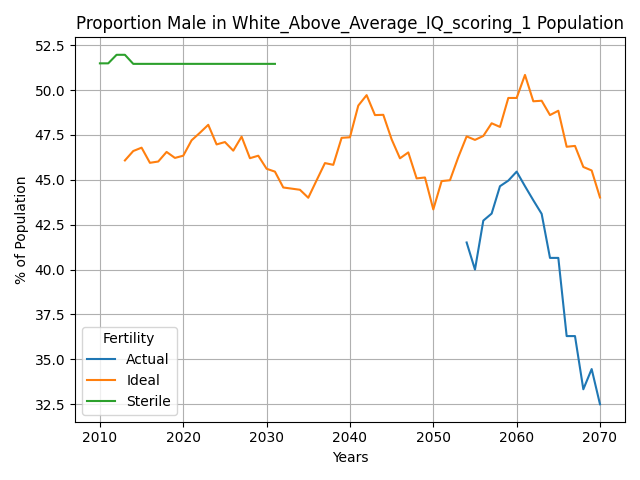 Proportion Male in White_Above_Average_IQ_scoring_1 Population
% of Population
52.5
50.0
47.5
45.0
42.5
40.0
37.5
35.0
32.5
Fertility
Actual
Ideal
Sterile
2010 2020 2030 2040 2050 2060 2070
Years